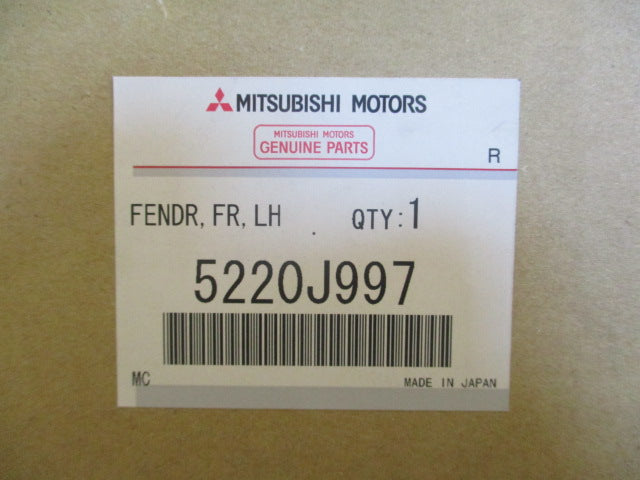 MITSUBISHI MOTORS
MITSUBISHI MOTORS
GENUINE PARTS
R
FENDR, FR, LH QTY:1
5220J997
MC MADE IN JAPAN